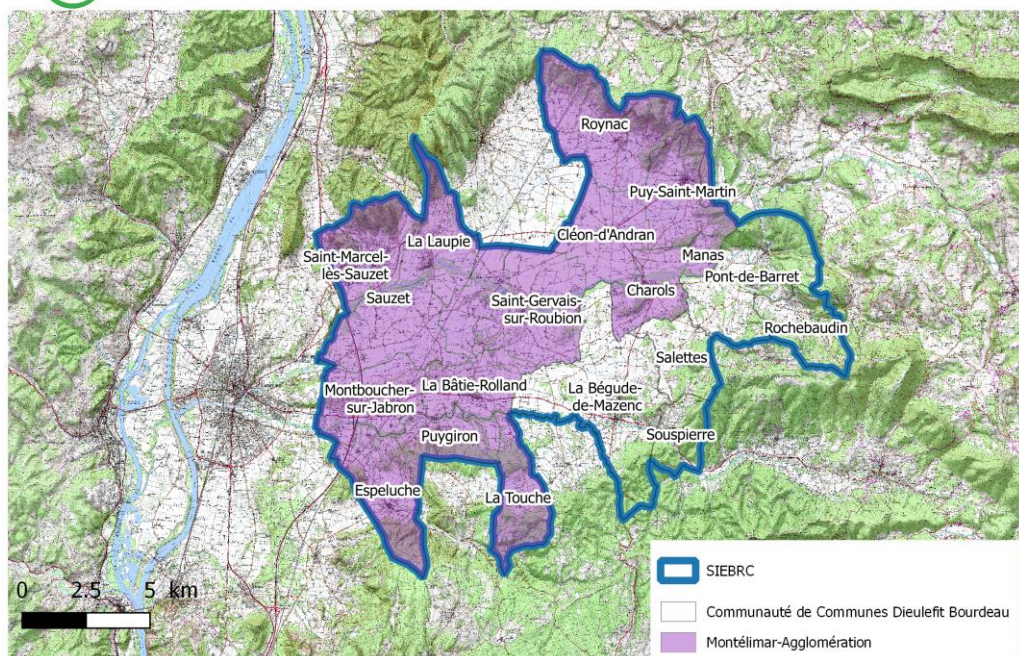 Roynac
Puy-Saint-Martin
Cléon-d'Andran
La Laupie
Saint-Marcel-
lès-Sauzet
Manas
Pont-de-Barret
Charols
Sauzet
Saint-Gervais-
sur-Roubion
Rochebaudin
Salettes
La Bâtie-Rolland
Montboucher-
sur-Jabron
La Bégude-
de-Mazenc
Puygiron
Souspierre
Espeluche
La Touche
0 2.5 5 km
SIEBRC
Communauté de Communes Dieulefit Bourdeau
Montélimar-Agglomération